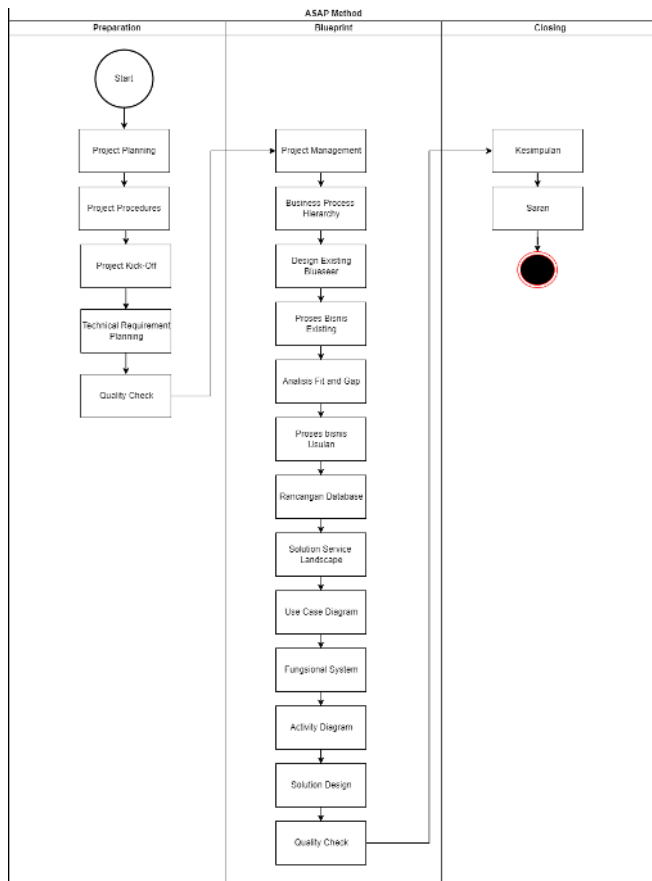 ASAP Method
Preparation
Blueprint
Closing
Start
Project Planning
Project Procedures
Project Kick-Off
Technical Requirement
Planning
Quality Check
Project Management
Business Process
Hierarchy
Design Existing
Blueseer
Proses Bisnis
Existing
Analisis Fit and Gap
Proses bisnis
Usulan
Rancangan Database
Solution Service
Landscape
Use Case Diagram
Fungsional System
Activity Diagram
Solution Design
Quality Check
Kesimpulan
Saran